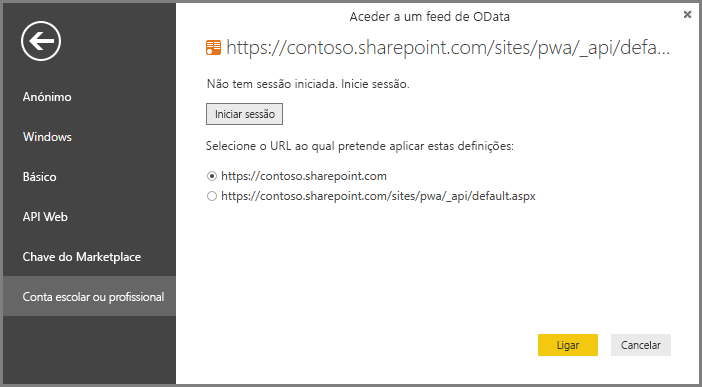 Aceder a um feed de OData
https://contoso.sharepoint.com/sites/pwa/_api/defa...
Não tem sessão iniciada. Inicie sessão.
Iniciar sessão
Selecione o URL ao qual pretende aplicar estas definições:
https://contoso.sharepoint.com
https://contoso.sharepoint.com/sites/pwa/_api/default.aspx
Anónimo
Windows
Básico
API Web
Chave do Marketplace
Conta escolar ou profissional
Ligar
Cancelar